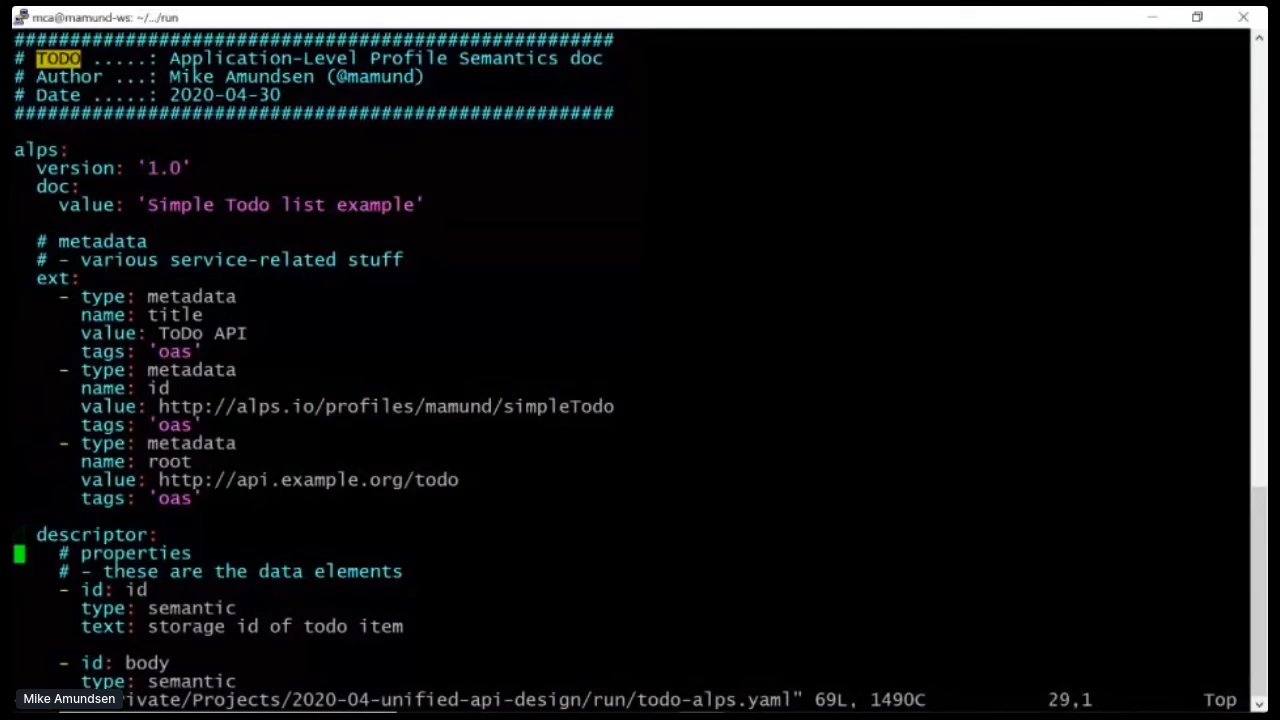 mca@mamund-ws: ~/.../run
######################################################
# TODO .....: Application-Level Profile Semantics doc
# Author ...: Mike Amundsen (@mamund)
# Date .....: 2020-04-30
######################################################
alps:
version: '1.0'
doc:
value: 'Simple Todo list example'
# metadata
# - various service-related stuff
ext:
- type: metadata
name: title
value: ToDo API
tags: 'oas'
- type: metadata
name: id
value: http://alps.io/profiles/mamund/simpleTodo
tags: 'oas'
- type: metadata
name: root
value: http://api.example.org/todo
tags: 'oas'
descriptor:
# properties
# - these are the data elements
- id: id
type: semantic
text: storage id of todo item
- id: body
type: semantic
Mike Amundsen ivate/Projects/2020-04-unified-api-design/run/todo-alps.yaml" 69L, 1490C 29,1 Top